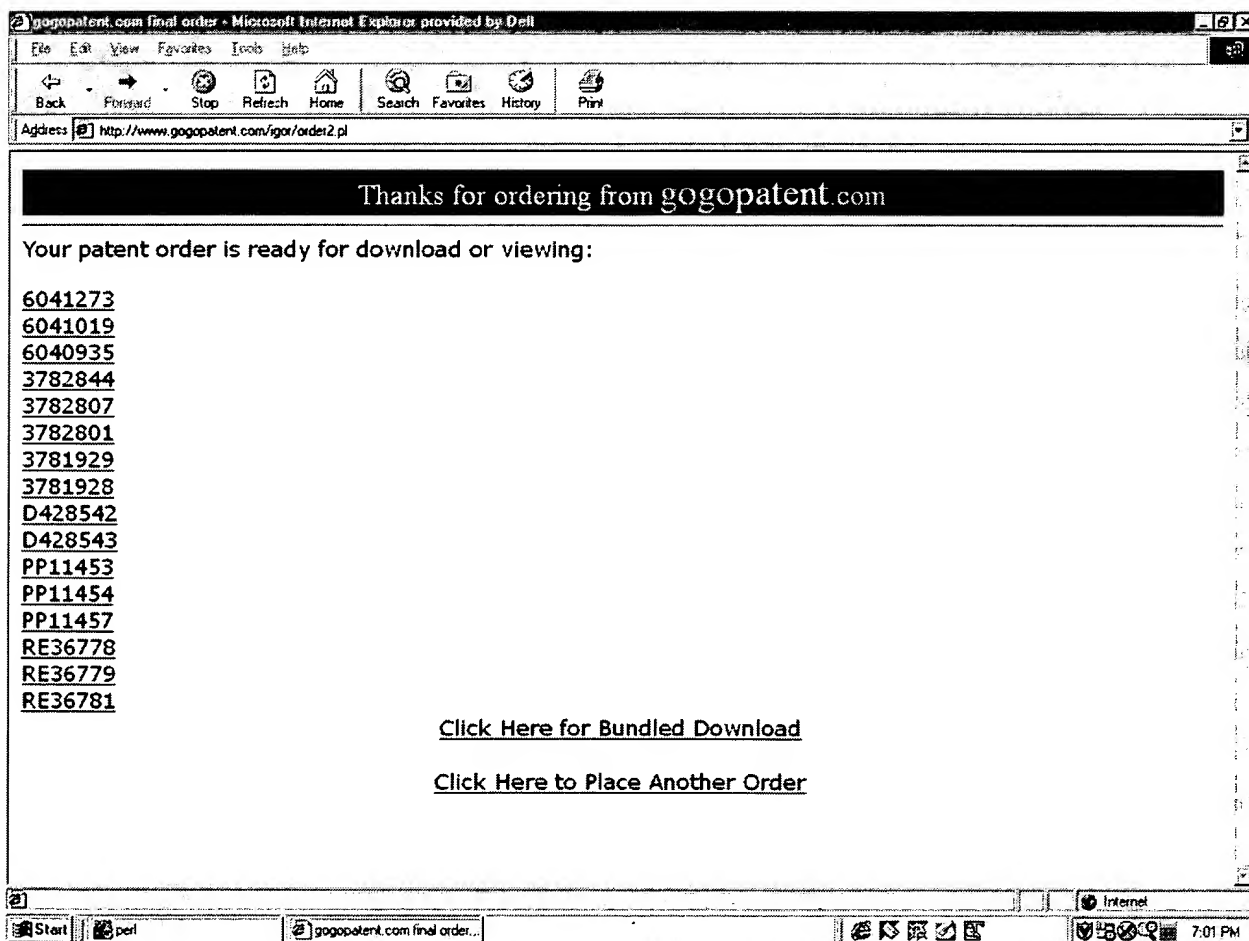 gogopatent.com final order - Microsoft Internet Explorer provided by Dell
File Edit View Favorites Tools Help
Back Forward Stop Refresh Home Search Favorites History Print
Address http://www.gogopatent.com/igor/order2.pl
Thanks for ordering from gogopatent.com
Your patent order is ready for download or viewing:
6041273
6041019
6040935
3782844
3782807
3782801
3781929
3781928
D428542
D428543
PP11453
PP11454
PP11457
RE36778
RE36779
RE36781
Click Here for Bundled Download
Click Here to Place Another Order
Internet
Start perl gogopatent.com final order... 7:01 PM